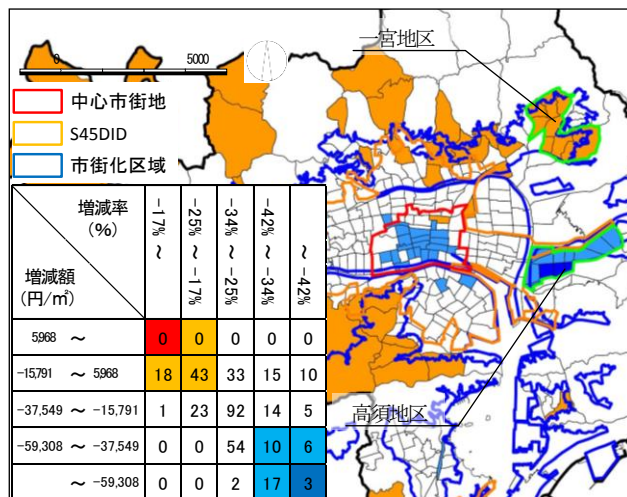 一宮地区
0 5000
中心市街地
S45DID
市街化区域
増減率
(%)
増減額
(円/㎡)
-17% ～
-25% ～ -17%
-34% ～ -25%
-42% ～ -34%
～ -42%
5,968 ～ 0 0 0 0 0
-15,791 ～ 5,968 18 43 33 15 10
-37,549 ～ -15,791 1 23 92 14 5
-59,308 ～ -37,549 0 0 54 10 6
～ -59,308 0 0 2 17 3
高須地区